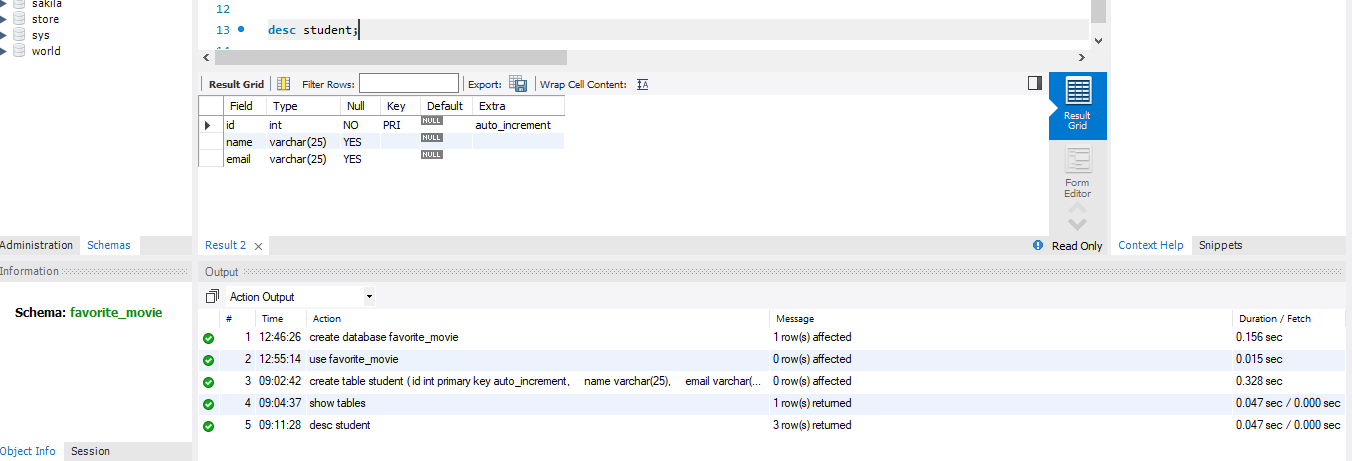 sakila
store
sys
world
12
13 desc student;
Result Grid Filter Rows: Export: Wrap Cell Content: IA
Field Type Null Key Default Extra
id int NO PRI NULL auto_increment
name varchar(25) YES NULL
email varchar(25) YES NULL
Result
Grid
Form
Editor
Administration Schemas
Result 2
Read Only
Context Help Snippets
Information
Schema: favorite_movie
Object Info Session
Output
Action Output
# Time Action Message Duration / Fetch
1 12:46:26 create database favorite_movie 1 row(s) affected 0.156 sec
2 12:55:14 use favorite_movie 0 row(s) affected 0.015 sec
3 09:02:42 create table student ( id int primary key auto_increment, name varchar(25), email varchar(... 0 row(s) affected 0.328 sec
4 09:04:37 show tables 1 row(s) returned 0.047 sec / 0.000 sec
5 09:11:28 desc student 3 row(s) returned 0.047 sec / 0.000 sec